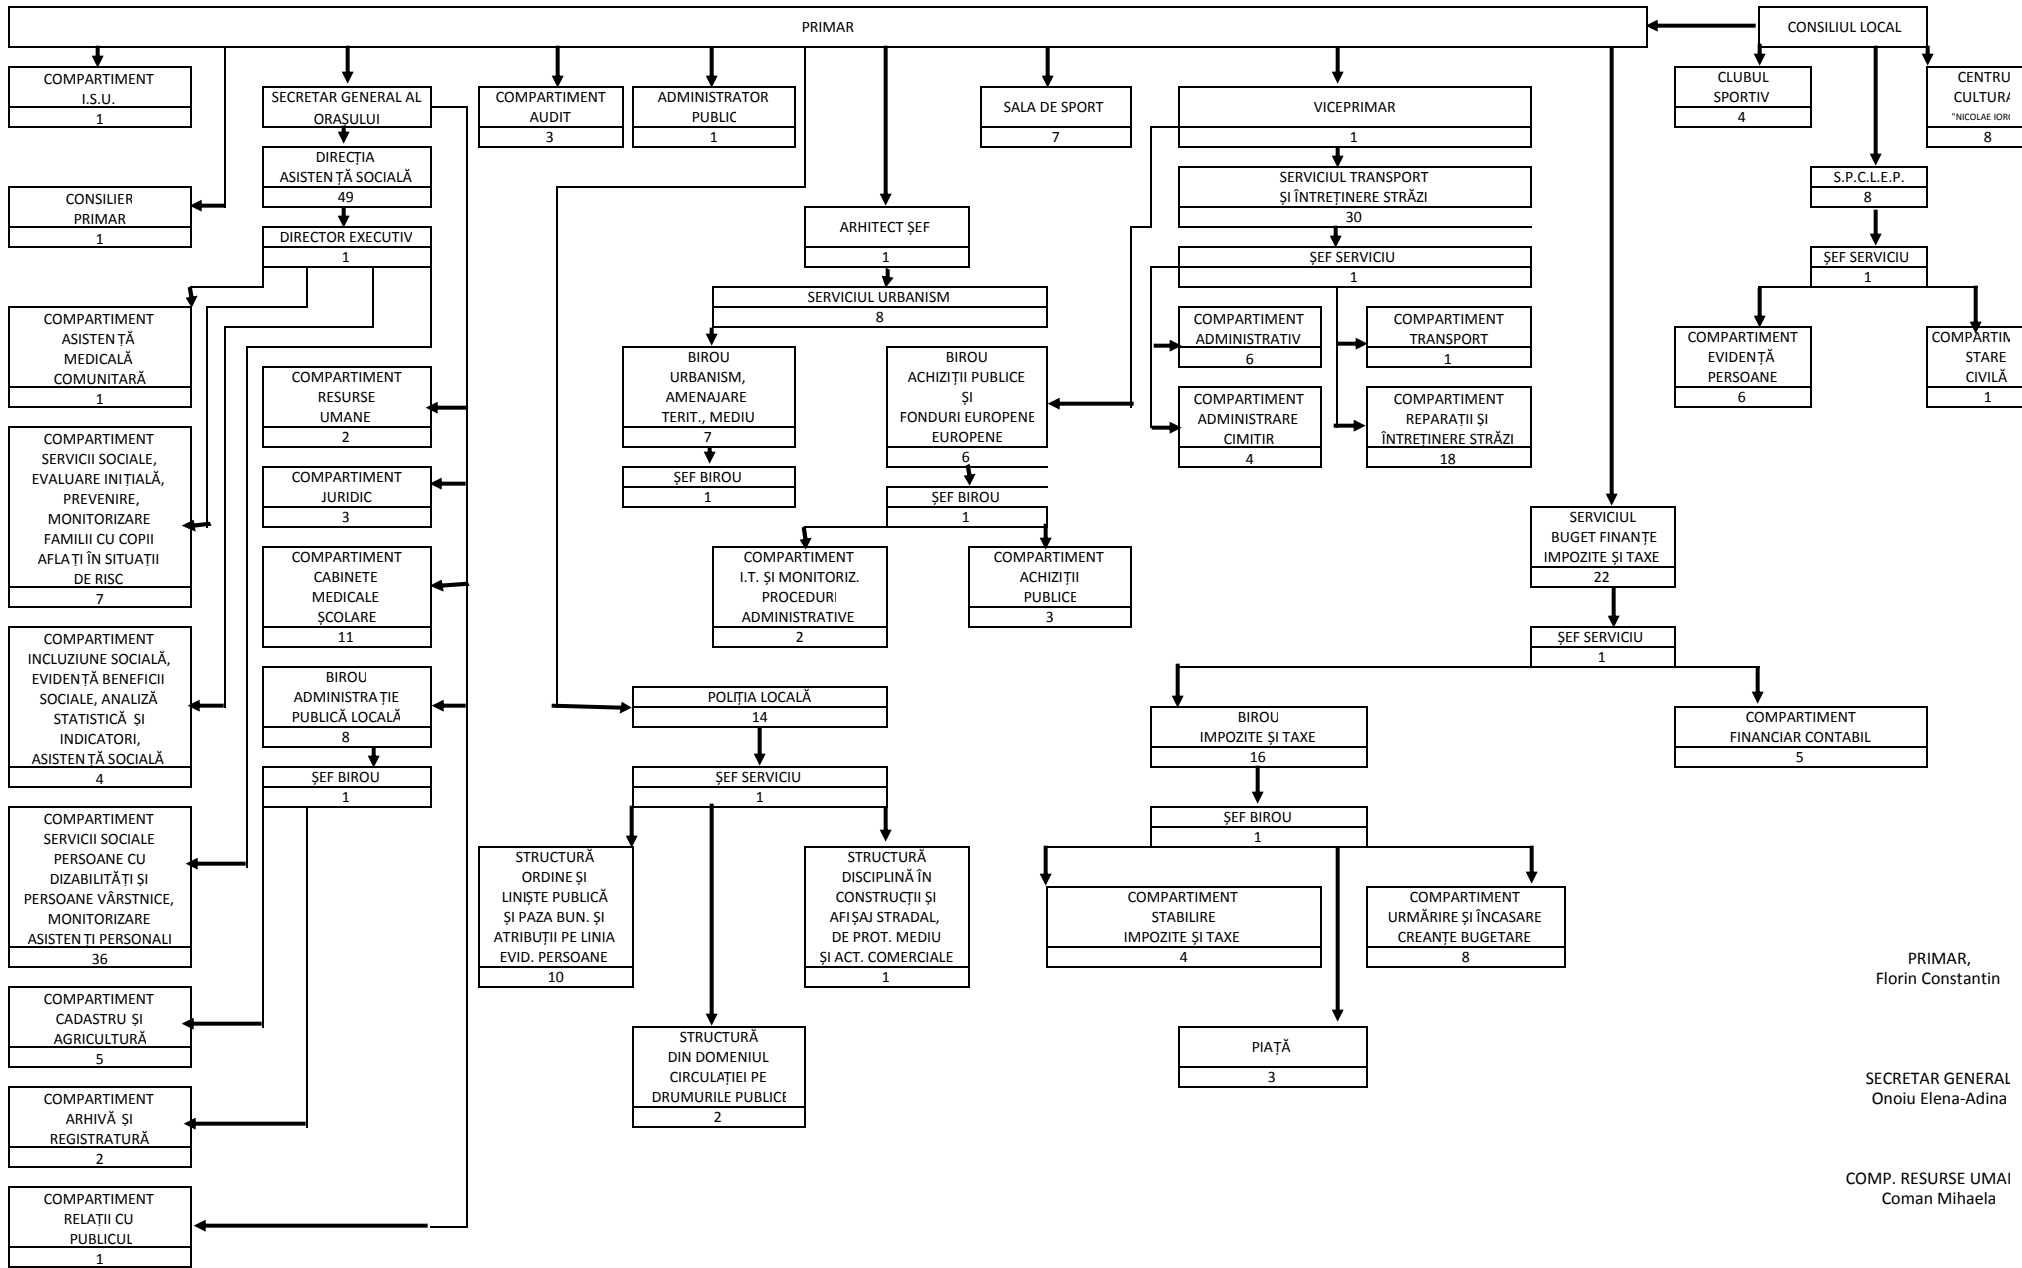 PRIMAR
CONSILIUL LOCAL
COMPARTIMENT
I.S.U.
1
SECRETAR GENERAL AL
ORAȘULUI
COMPARTIMENT
AUDIT
3
ADMINISTRATOR
PUBLIC
1
SALA DE SPORT
7
VICEPRIMAR
1
CLUBUL
SPORTIV
4
CENTRU
CULTURA
"NICOLAE IOR
8
DIRECȚIA
ASISTENȚĂ SOCIALĂ
49
CONSILIER
PRIMAR
1
DIRECTOR EXECUTIV
1
ARHITECT ȘEF
1
SERVICIUL TRANSPORT
ȘI ÎNTREȚINERE STRĂZI
30
ȘEF SERVICIU
1
S.P.C.L.E.P.
8
ȘEF SERVICIU
1
SERVICIUL URBANISM
8
COMPARTIMENT
ASISTENȚĂ
MEDICALĂ
COMUNITARĂ
1
COMPARTIMENT
RESURSE
UMANE
2
BIROU
URBANISM,
AMENAJARE
TERIT., MEDIU
7
ȘEF BIROU
1
BIROU
ACHIZIȚII PUBLICE
ȘI
FONDURI EUROPENE
EUROPENE
6
ȘEF BIROU
1
COMPARTIMENT
ADMINISTRATIV
6
COMPARTIMENT
TRANSPORT
1
COMPARTIMENT
ADMINISTRARE
CIMITIR
4
COMPARTIMENT
REPARAȚII ȘI
ÎNTREȚINERE STRĂZI
18
COMPARTIMENT
EVIDENȚĂ
PERSOANE
6
COMPARTIM
STARE
CIVILĂ
1
COMPARTIMENT
SERVICII SOCIALE,
EVALUARE INIȚIALĂ,
PREVENIRE,
MONITORIZARE
FAMILII CU COPII
AFLAȚI ÎN SITUAȚII
DE RISC
7
COMPARTIMENT
JURIDIC
3
COMPARTIMENT
CABINETE
MEDICALE
ȘCOLARE
11
COMPARTIMENT
I.T. ȘI MONITORIZ.
PROCEDURI
ADMINISTRATIVE
2
COMPARTIMENT
ACHIZIȚII
PUBLICE
3
SERVICIUL
BUGET FINANȚE
IMPOZITE ȘI TAXE
22
ȘEF SERVICIU
1
COMPARTIMENT
INCLUZIUNE SOCIALĂ,
EVIDENȚĂ BENEFICII
SOCIALE, ANALIZĂ
STATISTICĂ ȘI
INDICATORI,
ASISTENȚĂ SOCIALĂ
4
BIROU
ADMINISTRAȚIE
PUBLICĂ LOCALĂ
8
ȘEF BIROU
1
POLIȚIA LOCALĂ
14
ȘEF SERVICIU
1
BIROU
IMPOZITE ȘI TAXE
16
ȘEF BIROU
1
COMPARTIMENT
FINANCIAR CONTABIL
5
COMPARTIMENT
SERVICII SOCIALE
PERSOANE CU
DIZABILITĂȚI ȘI
PERSOANE VÂRSTNICE,
MONITORIZARE
ASISTENȚI PERSONALI
36
STRUCTURĂ
ORDINE ȘI
LINIȘTE PUBLICĂ
ȘI PAZA BUN. ȘI
ATRIBUȚII PE LINIA
EVID. PERSOANE
10
STRUCTURĂ
DISCIPLINĂ ÎN
CONSTRUCȚII ȘI
AFIȘAJ STRADAL,
DE PROT. MEDIU
ȘI ACT. COMERCIALE
1
COMPARTIMENT
STABILIRE
IMPOZITE ȘI TAXE
4
COMPARTIMENT
URMĂRIRE ȘI ÎNCASARE
CREANȚE BUGETARE
8
PRIMAR,
Florin Constantin
COMPARTIMENT
CADASTRU ȘI
AGRICULTURĂ
5
STRUCTURĂ
DIN DOMENIUL
CIRCULAȚIEI PE
DRUMURILE PUBLICE
2
PIAȚĂ
3
SECRETAR GENERAL
Onoiu Elena-Adina
COMPARTIMENT
ARHIVĂ ȘI
REGISTRATURĂ
2
COMPARTIMENT
RELAȚII CU
PUBLICUL
1
COMP. RESURSE UMA
Coman Mihaela